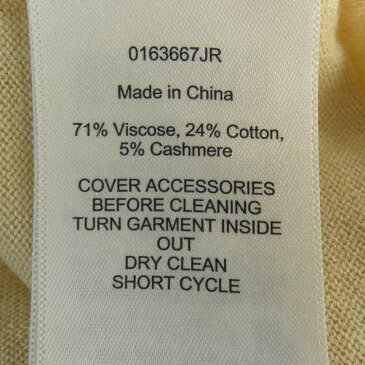 0163667JR
Made in China
71% Viscose, 24% Cotton,
5% Cashmere
COVER ACCESSORIES
BEFORE CLEANING
TURN GARMENT INSIDE
OUT
DRY CLEAN
SHORT CYCLE